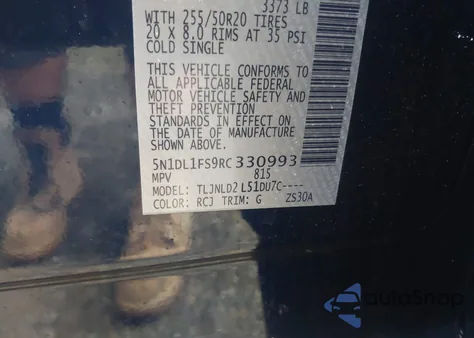 3373 LB
WITH 255/50R20 TIRES
20 X 8.0 RIMS AT 35 PSI
COLD SINGLE
THIS VEHICLE CONFORMS TO
ALL APPLICABLE FEDERAL
MOTOR VEHICLE SAFETY AND
THEFT PREVENTION
STANDARDS IN EFFECT ON
THE DATE OF MANUFACTURE
SHOWN ABOVE.
5N1DL1FS9RC330993
MPV 815
MODEL: TLJNLD2 L51DU7C----
COLOR: RCJ TRIM: G ZS30A
autoSnap